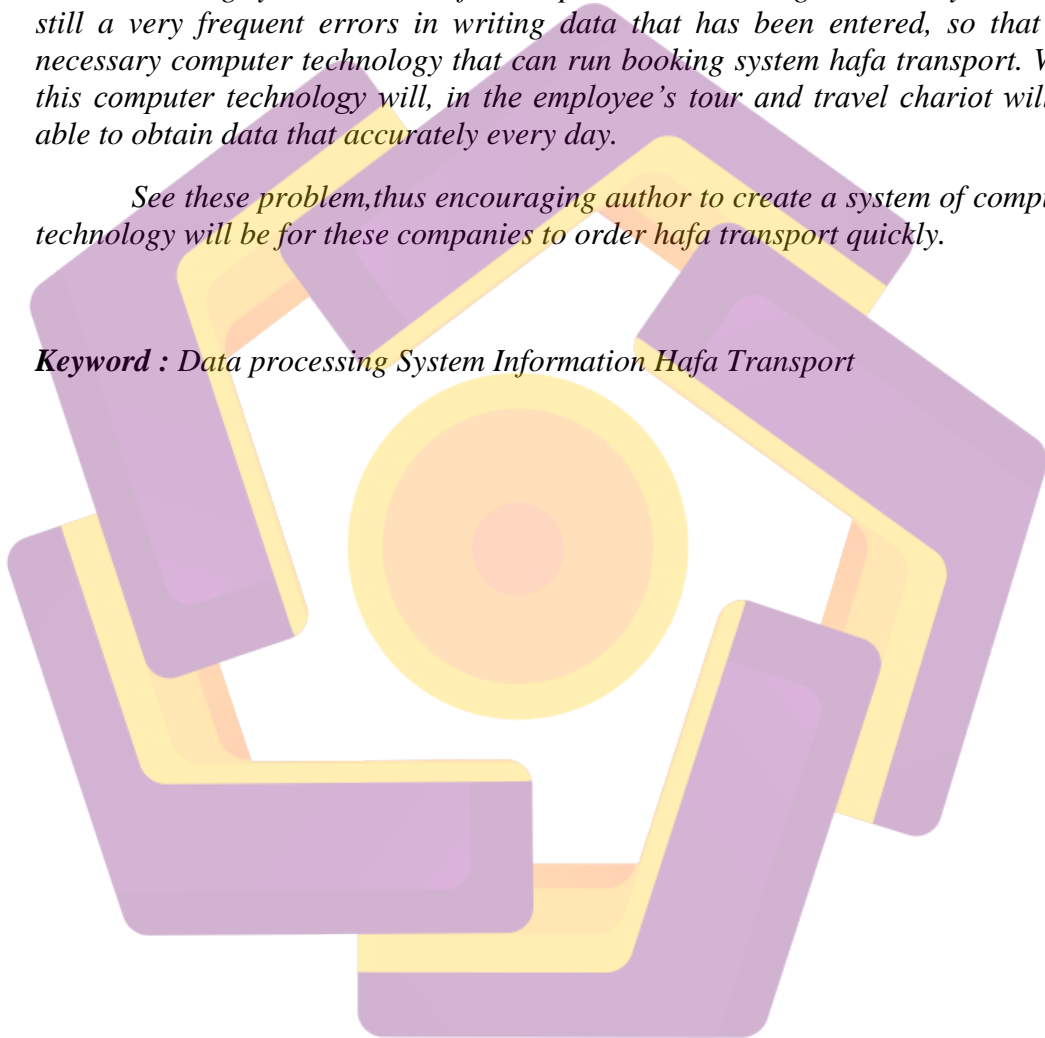 still a very frequent errors in writing data that has been entered, so that
necessary computer technology that can run booking system hafa transport.
this computer technology will, in the employee's tour and travel chariot will
able to obtain data that accurately every day.
See these problem,thus encouraging author to create a system of
technology will be for these companies to order hafa transport quickly.
Keyword : Data processing System Information Hafa Transport